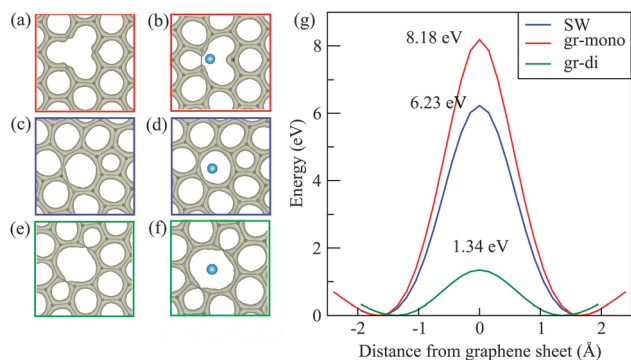 (a)
(b)
(c)
(d)
(e)
(f)
(g)
Energy (eV)
8
6
4
2
0
8.18 eV
6.23 eV
1.34 eV
SW
gr-mono
gr-di
-2
-1
0
1
2
Distance from graphene sheet (Å)